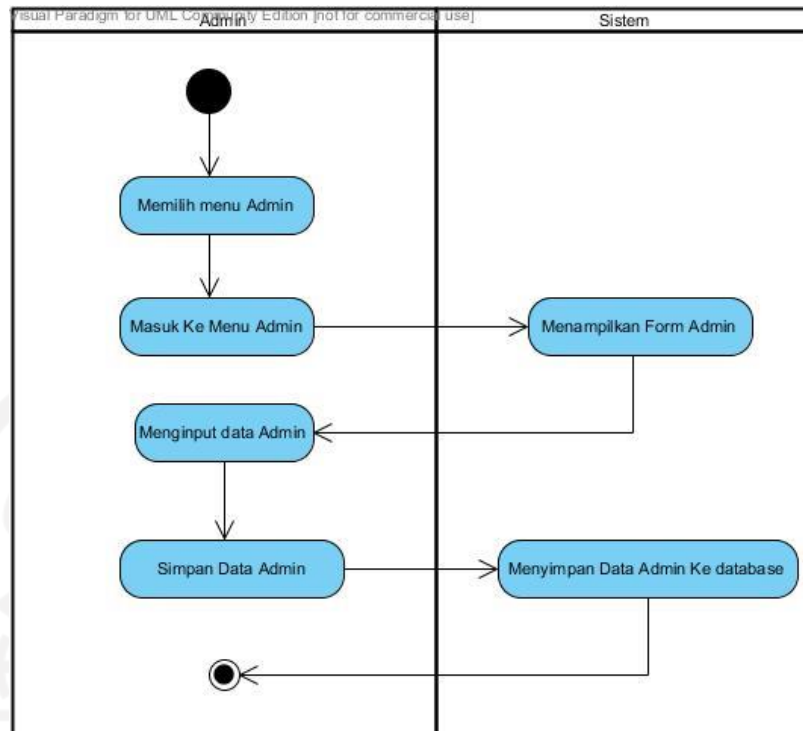 Visual Paradigm for UML Community Edition [not for commercial use]
Admin
Sistem
Memilih menu Admin
Masuk Ke Menu Admin
Menampilkan Form Admin
Menginput data Admin
Simpan Data Admin
Menyimpan Data Admin Ke database